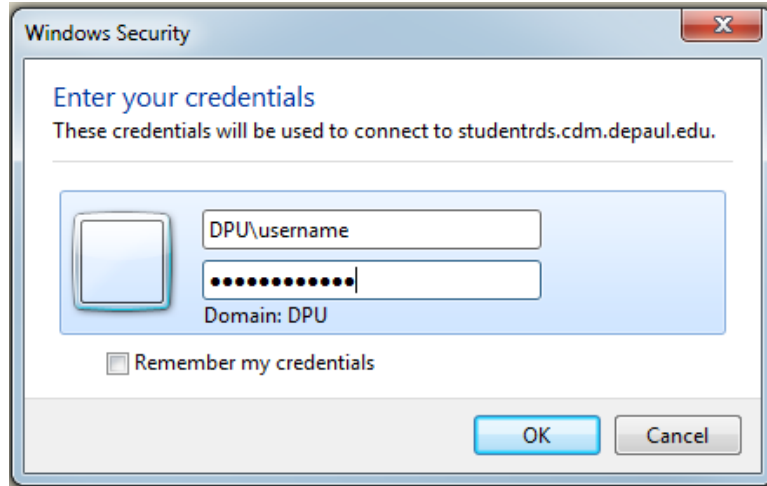 Windows Security
Enter your credentials
These credentials will be used to connect to studentrds.cdm.depaul.edu.
DPU\username
●●●●●●●●●●●●
Domain: DPU
Remember my credentials
OK
Cancel